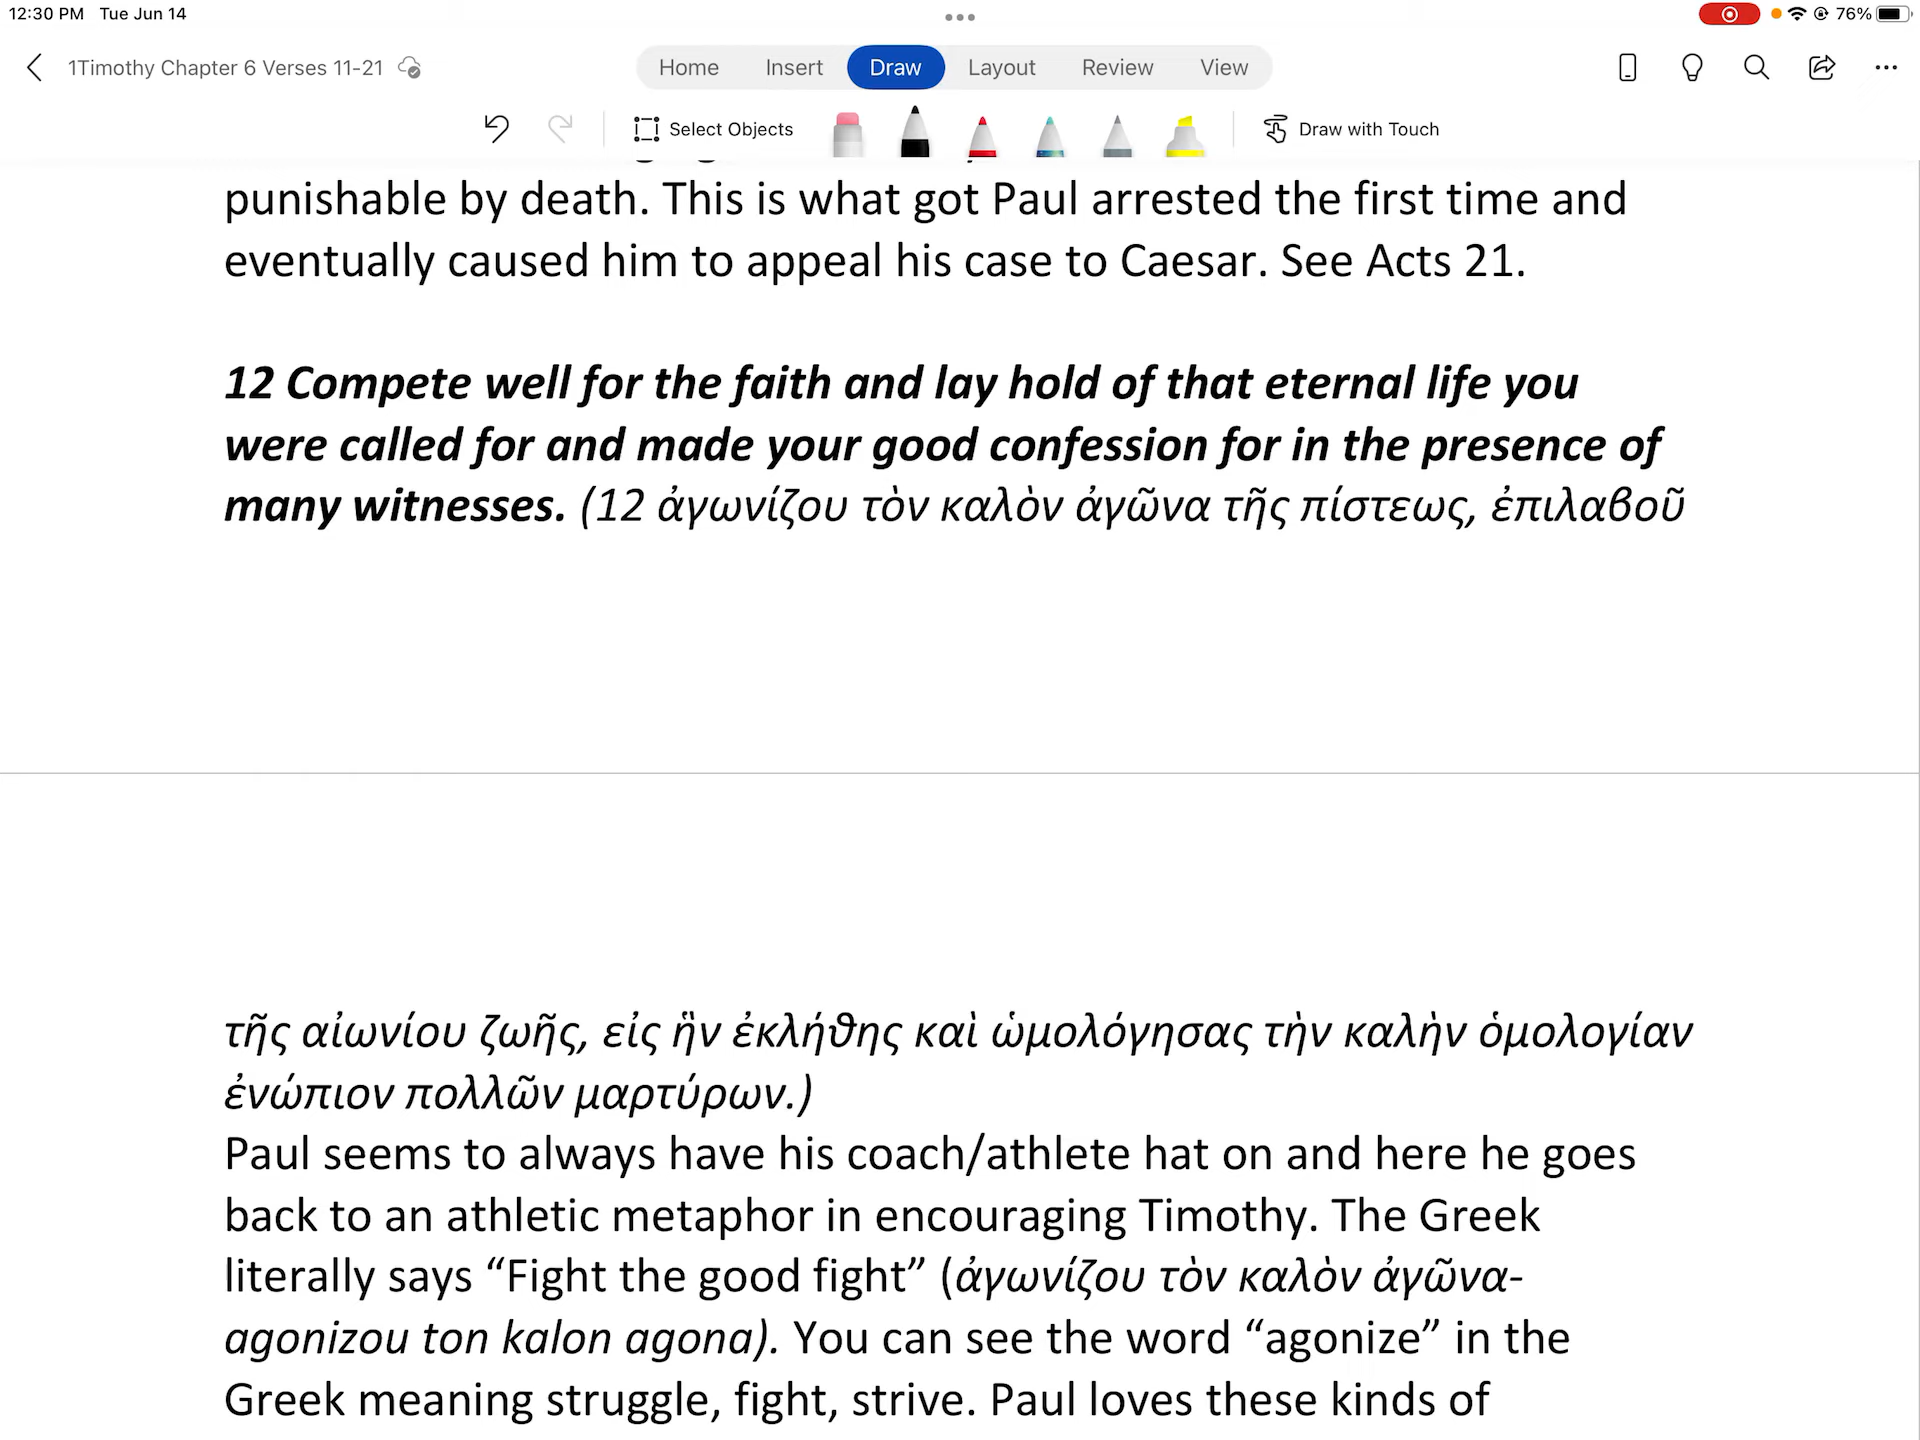 12:30 PM Tue Jun 14
76%
1Timothy Chapter 6 Verses 11-21
Home Insert Draw Layout Review View
Select Objects
Draw with Touch
punishable by death. This is what got Paul arrested the first time and
eventually caused him to appeal his case to Caesar. See Acts 21.
12 Compete well for the faith and lay hold of that eternal life you
were called for and made your good confession for in the presence of
many witnesses. (12 ἀγωνίζου τὸν καλὸν ἀγῶνα τῆς πίστεως, ἐπιλαβοῦ
τῆς αἰωνίου ζωῆς, εἰς ἣν ἐκλήθης καὶ ὡμολόγησας τὴν καλὴν ὁμολογίαν
ἐνώπιον πολλῶν μαρτύρων.)
Paul seems to always have his coach/athlete hat on and here he goes
back to an athletic metaphor in encouraging Timothy. The Greek
literally says “Fight the good fight” (ἀγωνίζου τὸν καλὸν ἀγῶνα-
agonizou ton kalon agona). You can see the word “agonize” in the
Greek meaning struggle, fight, strive. Paul loves these kinds of